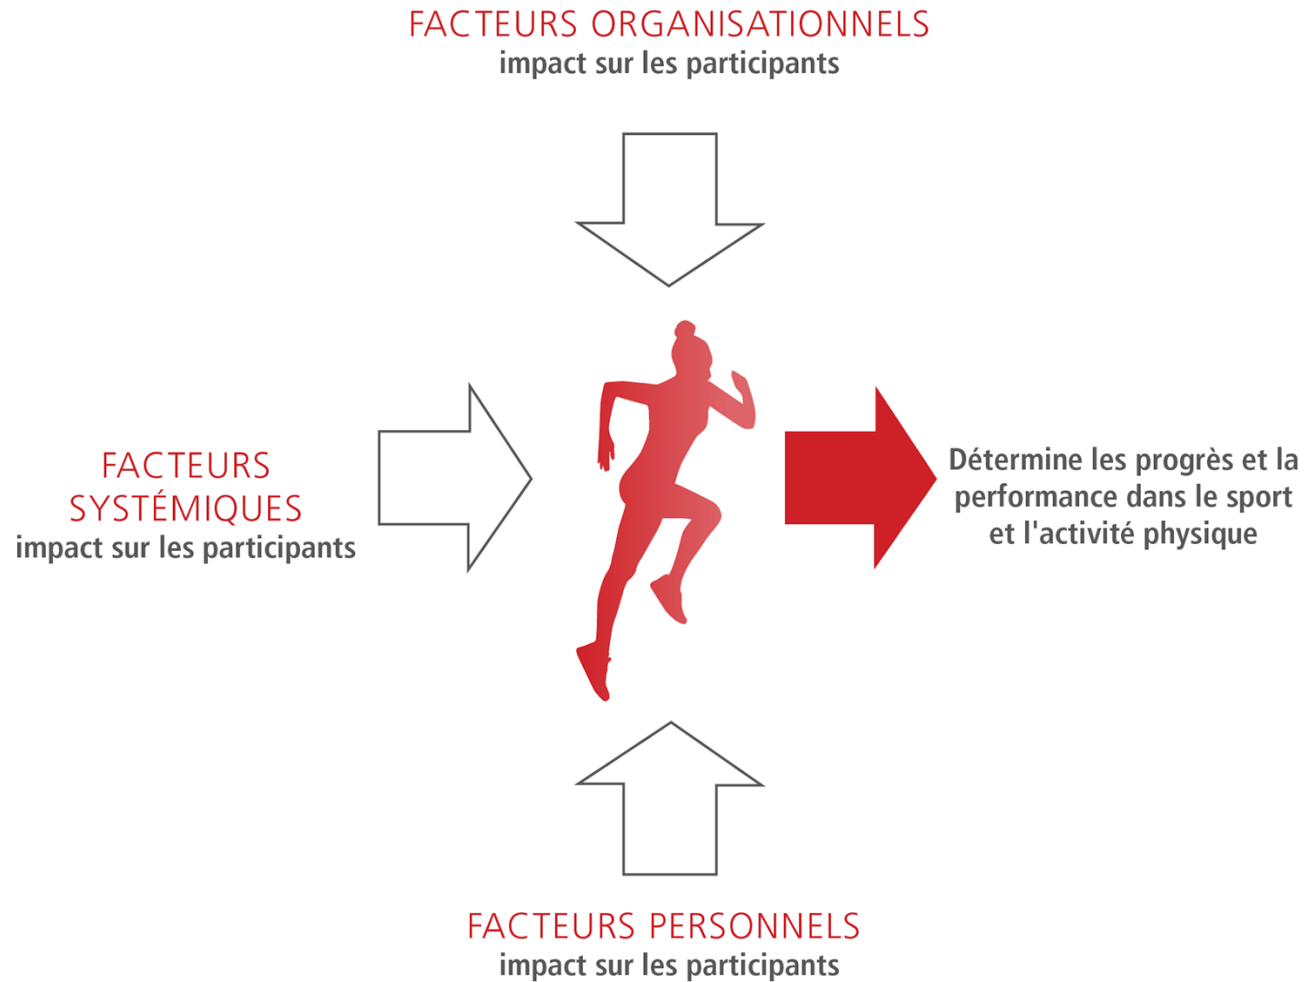 FACTEURS ORGANISATIONNELS
impact sur les participants
FACTEURS
SYSTÉMIQUES
impact sur les participants
Détermine les progrès et la
performance dans le sport
et l'activité physique
FACTEURS PERSONNELS
impact sur les participants